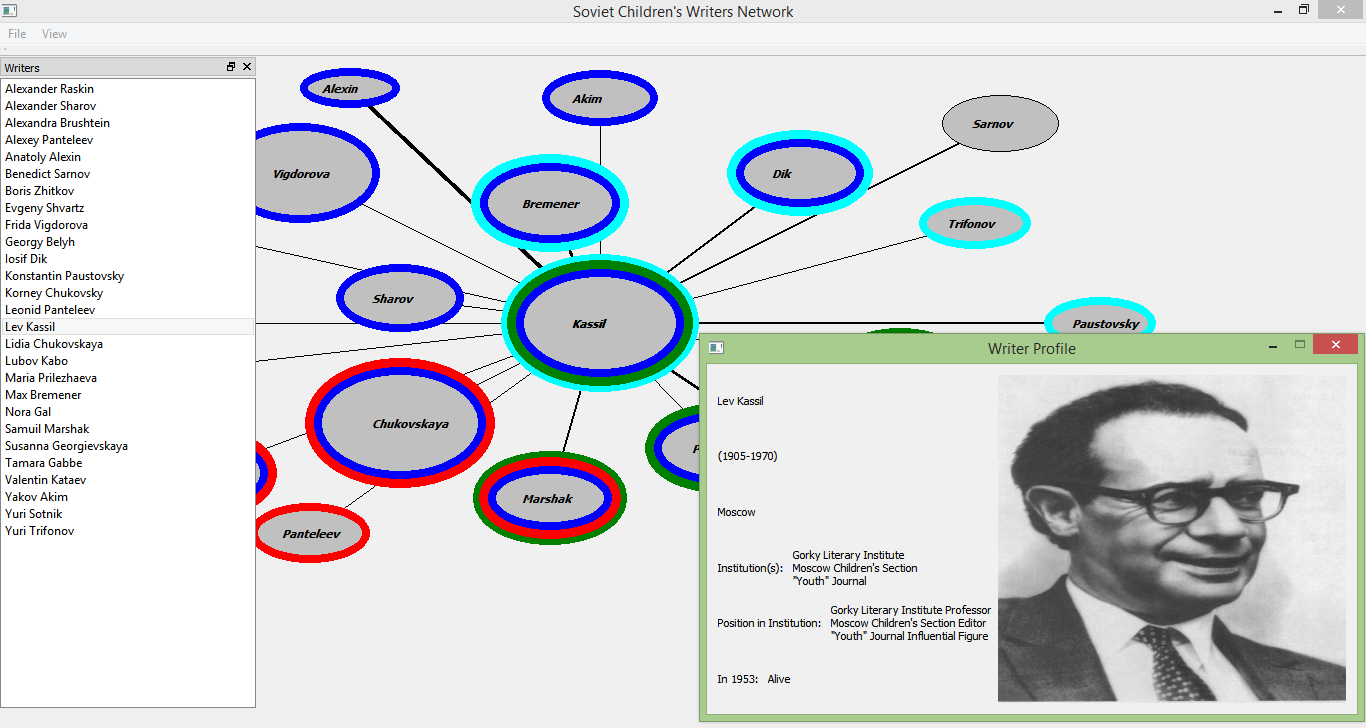 Soviet Children's Writers Network
File View
Writers
Alexander Raskin
Alexander Sharov
Alexandra Brushtein
Alexey Panteleev
Anatoly Alexin
Benedict Sarnov
Boris Zhitkov
Evgeny Shvartz
Frida Vigdorova
Georgy Belyh
Iosif Dik
Konstantin Paustovsky
Korney Chukovsky
Leonid Panteleev
Lev Kassil
Lidia Chukovskaya
Lubov Kabo
Maria Prilezhaeva
Max Bremener
Nora Gal
Samuil Marshak
Susanna Georgievskaya
Tamara Gabbe
Valentin Kataev
Yakov Akim
Yuri Sotnik
Yuri Trifonov
Alexin
Akim
Sarnov
Vigdorova
Bremener
Dik
Trifonov
Sharov
Kassil
Paustovsky
Chukovskaya
Marshak
Panteleev
Writer Profile
Lev Kassil
(1905-1970)
Moscow
Institution(s):
Gorky Literary Institute
Moscow Children's Section
"Youth" Journal
Position in Institution:
Gorky Literary Institute Professor
Moscow Children's Section Editor
"Youth" Journal Influential Figure
In 1953: Alive